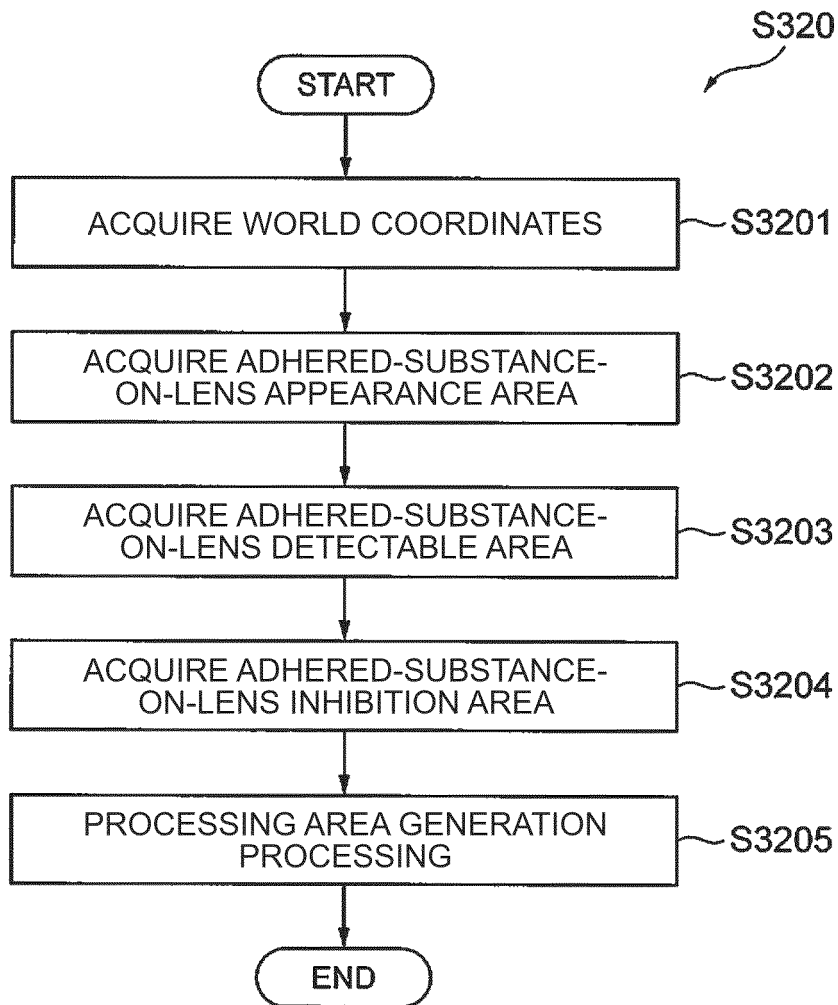 S320
START
ACQUIRE WORLD COORDINATES
S3201
ACQUIRE ADHERED-SUBSTANCE-
ON-LENS APPEARANCE AREA
S3202
ACQUIRE ADHERED-SUBSTANCE-
ON-LENS DETECTABLE AREA
S3203
ACQUIRE ADHERED-SUBSTANCE-
ON-LENS INHIBITION AREA
S3204
PROCESSING AREA GENERATION
PROCESSING
S3205
END